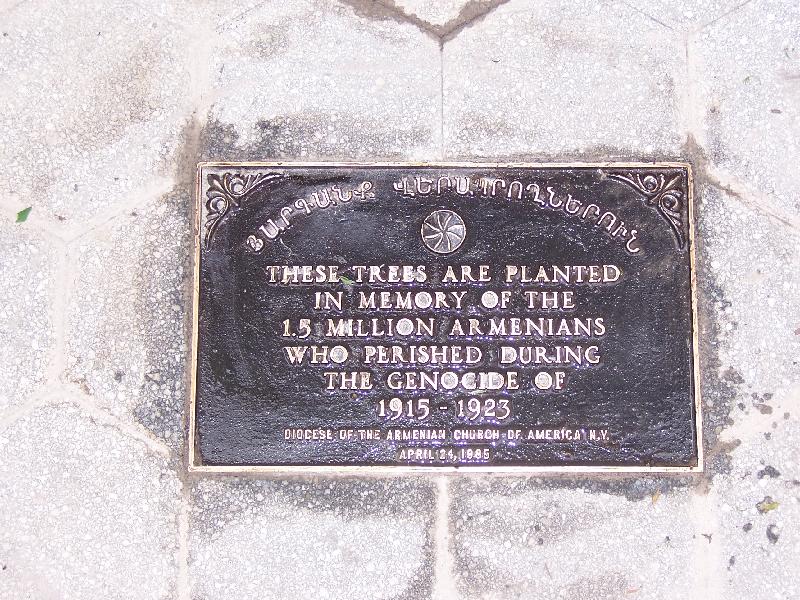 ՅԱՐԳԱՆՔ ՎԵՐԱՊՐՈՂՆԵՐՈՒՆ
THESE TREES ARE PLANTED
IN MEMORY OF THE
1.5 MILLION ARMENIANS
WHO PERISHED DURING
THE GENOCIDE OF
1915 - 1923
DIOCESE OF THE ARMENIAN CHURCH OF AMERICA N.Y.
APRIL 24, 1985